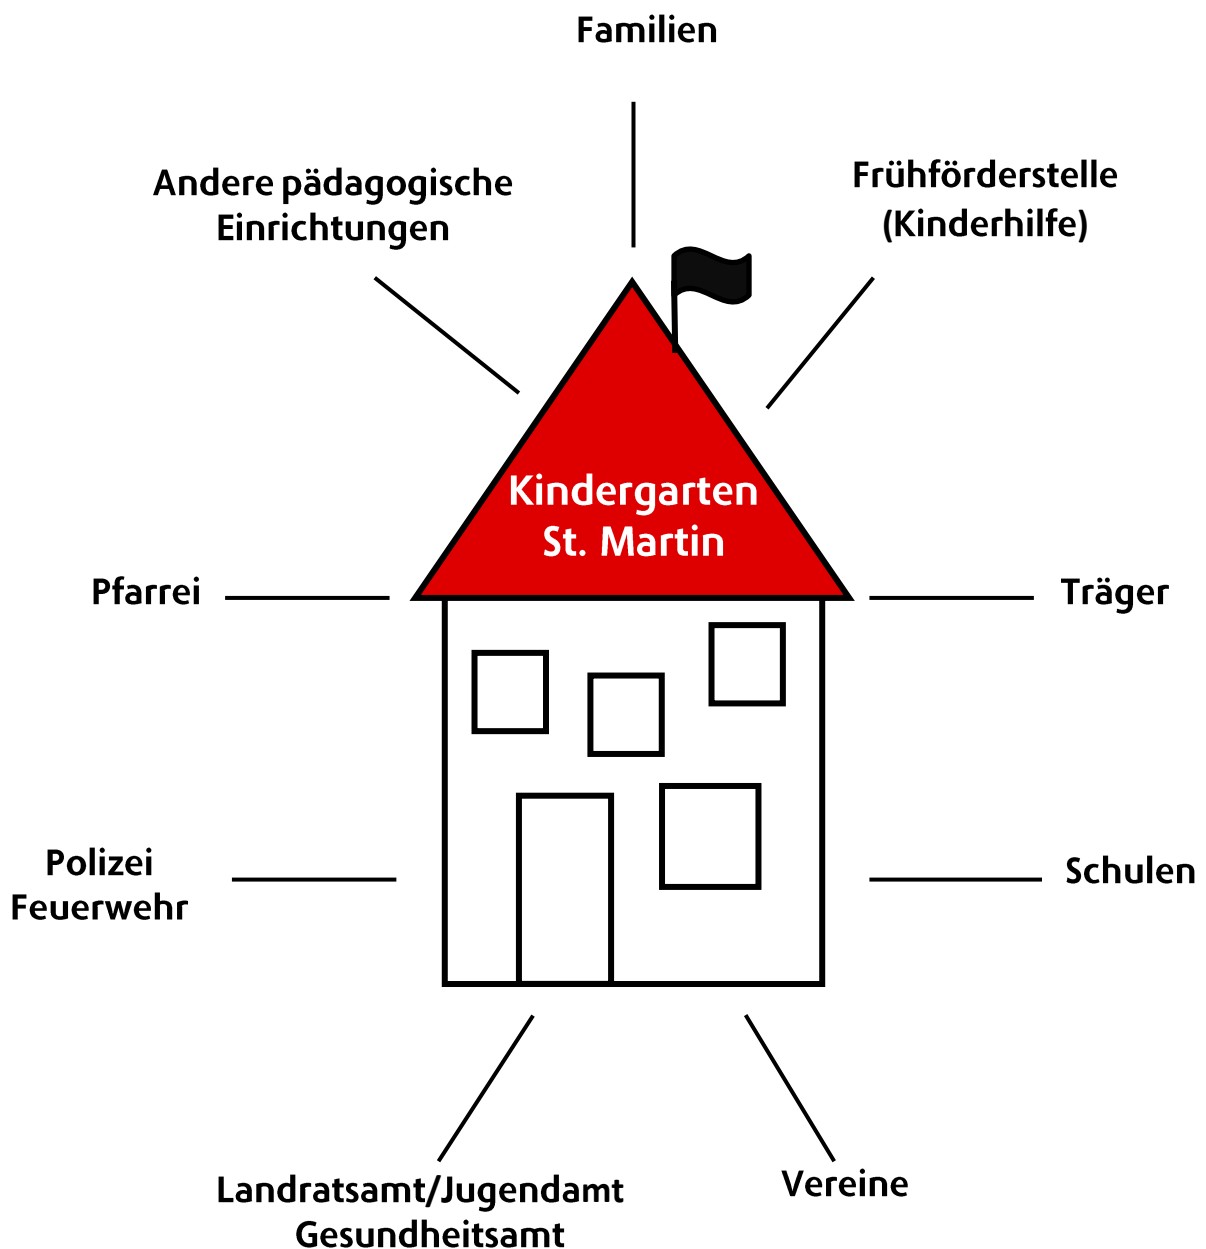 Familien
Andere pädagogische
Einrichtungen
Frühförderstelle
(Kinderhilfe)
Kindergarten
St. Martin
Pfarrei
Träger
Polizei
Feuerwehr
Schulen
Landratsamt/Jugendamt
Gesundheitsamt
Vereine